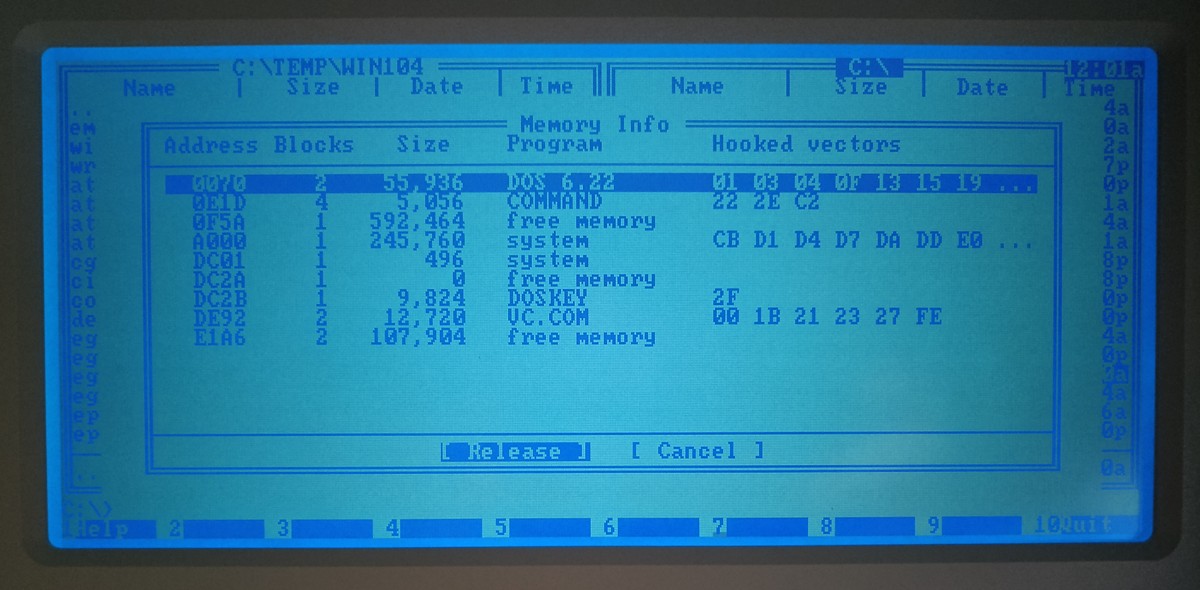 C:\TEMP\WIN104 C:\ 12:01a
Name Size Date Time Name Size Date Time
.. 4a
Memory Info
em 0a
Address Blocks Size Program Hooked vectors
wi 2a
wr 7p
at 0070 2 55,936 DOS 6.22 01 03 04 0F 13 15 19 ... 0p
at 0E1D 4 5,056 COMMAND 22 2E C2 1a
at 0F5A 1 592,464 free memory 4a
at A000 1 245,760 system CB D1 D4 D7 DA DD E0 ... 1a
cg DC01 1 496 system 8p
ci DC2A 1 0 free memory 8p
co DC2B 1 9,824 DOSKEY 2F 0p
de DE92 2 12,720 VC.COM 00 1B 21 23 27 FE 0p
eg E1A6 2 107,904 free memory 4a
eg 0p
eg
eg 4a
ep 6a
ep 0p
[ Release ] [ Cancel ]
.. 0a
C:\>
Help 2 3 4 5 6 7 8 9 10Quit